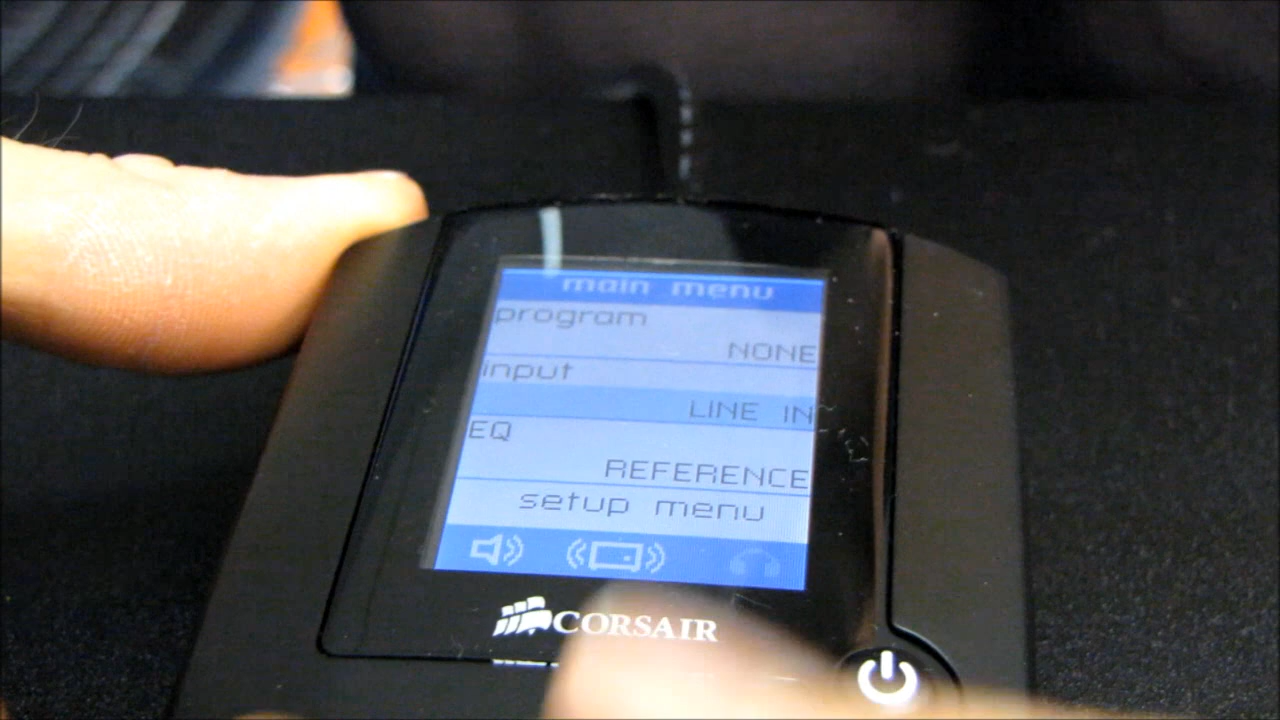 main menu
program
NONE
input
LINE IN
EQ
REFERENCE
setup menu
CORSAIR